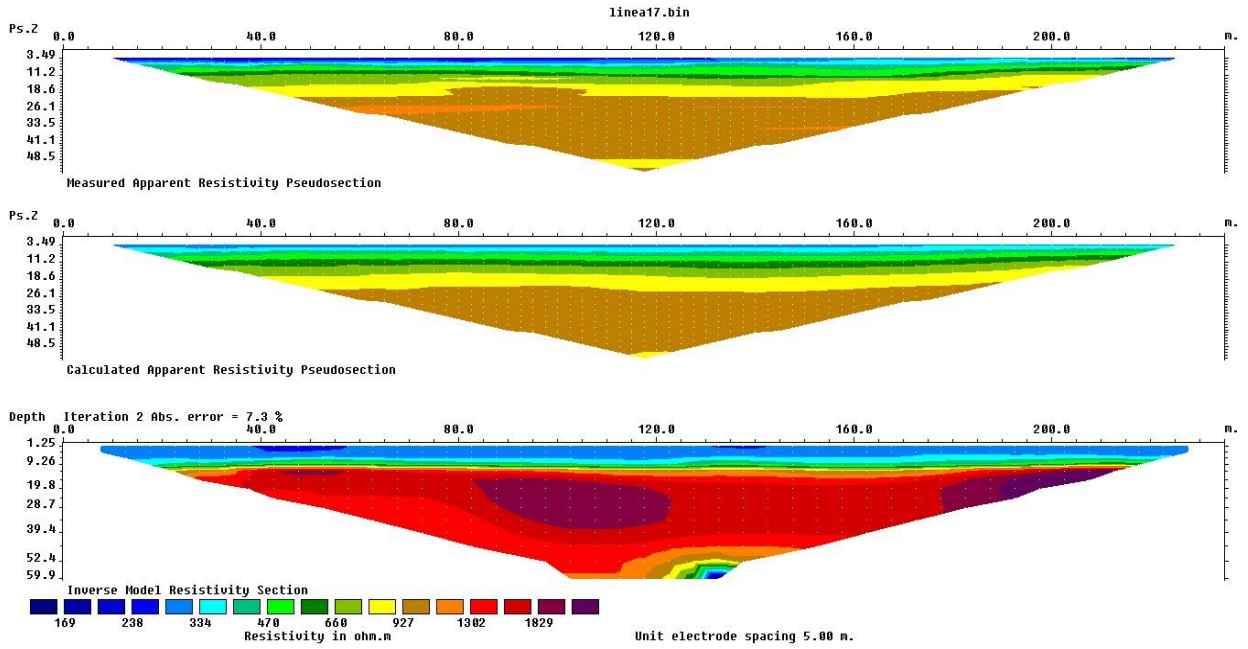 linea17.bin
Ps.Z 0.0 40.0 80.0 120.0 160.0 200.0 m.
3.49
11.2
18.6
26.1
33.5
41.1
48.5
Measured Apparent Resistivity Pseudosection
Ps.Z 0.0 40.0 80.0 120.0 160.0 200.0 m.
3.49
11.2
18.6
26.1
33.5
41.1
48.5
Calculated Apparent Resistivity Pseudosection
Depth Iteration 2 Abs. error = 7.3 %
0.0 40.0 80.0 120.0 160.0 200.0 m.
1.25
9.26
19.8
28.7
39.4
52.4
59.9
Inverse Model Resistivity Section
169 238 334 470 660 927 1302 1829
Resistivity in ohm.m Unit electrode spacing 5.00 m.